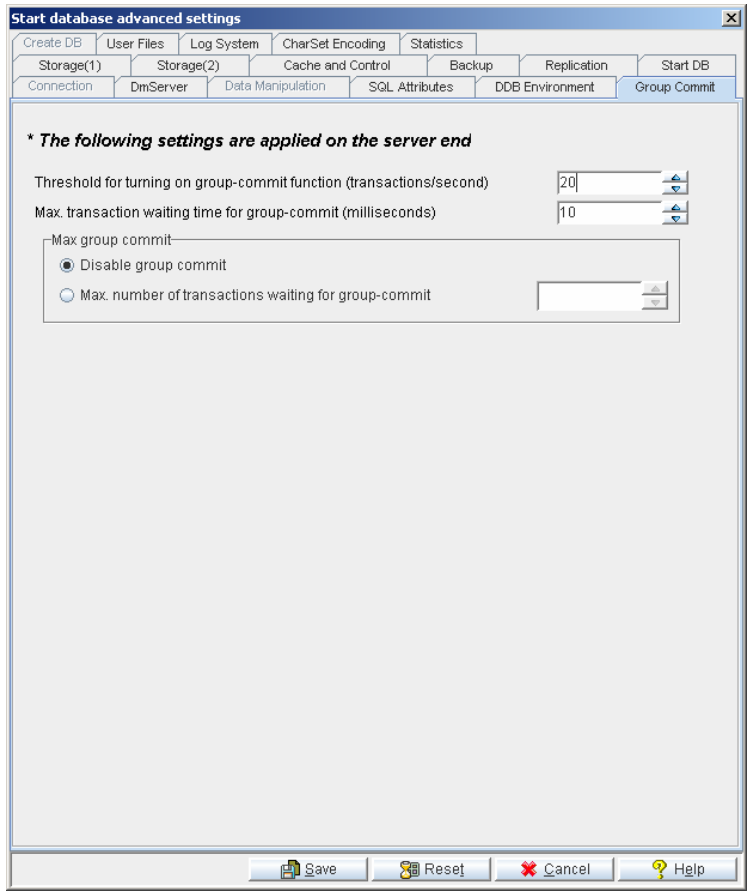 Start database advanced settings
Create DB User Files Log System CharSet Encoding Statistics
Storage(1) Storage(2) Cache and Control Backup Replication Start DB
Connection DmServer Data Manipulation SQL Attributes DDB Environment Group Commit
* The following settings are applied on the server end
Threshold for turning on group-commit function (transactions/second) 20
Max. transaction waiting time for group-commit (milliseconds) 10
Max group commit
Disable group commit
Max. number of transactions waiting for group-commit
Save Reset Cancel Help